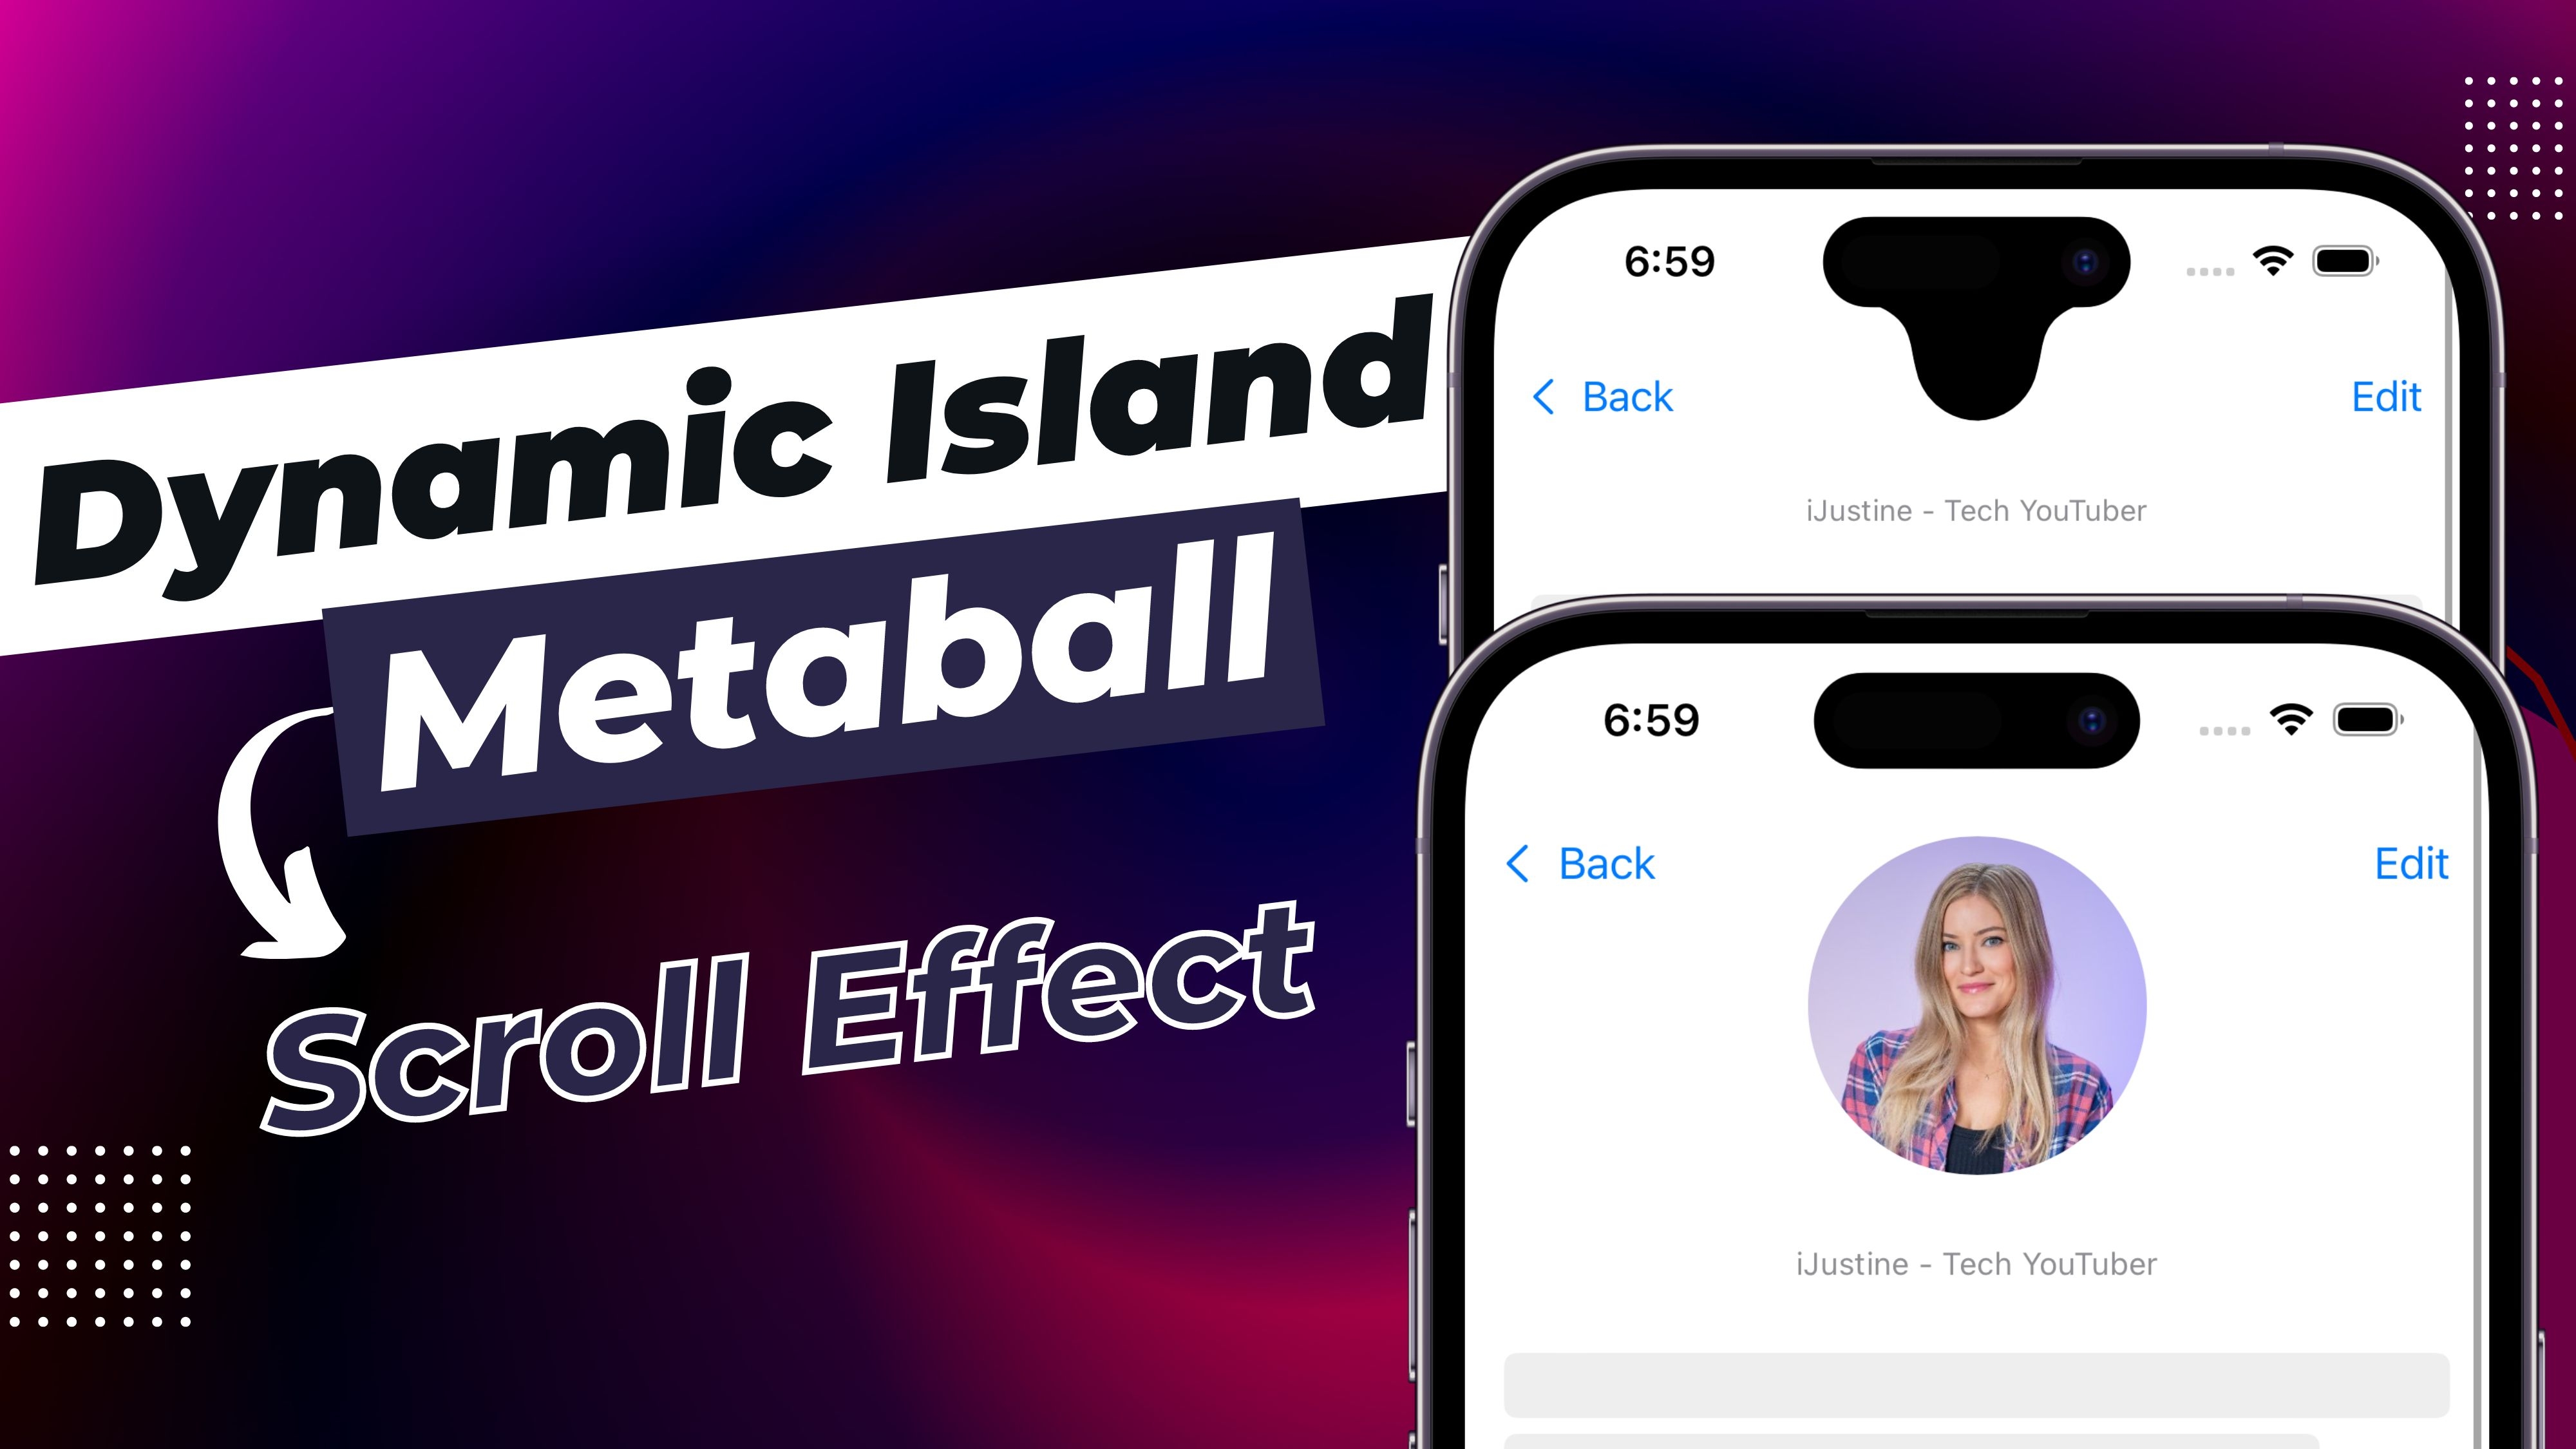 Dynamic Island
Metaball
Scroll Effect
6:59
Back
Edit
iJustine - Tech YouTuber
6:59
Back
Edit
iJustine - Tech YouTuber